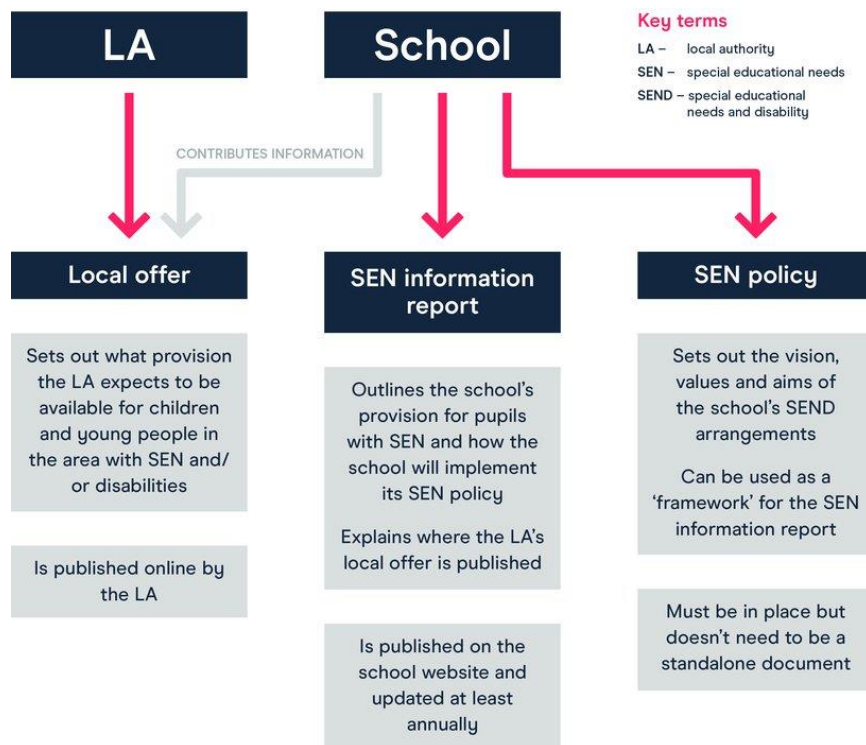 LA
School
Key terms
LA – local authority
SEN – special educational needs
SEND – special educational
needs and disability
CONTRIBUTES INFORMATION
Local offer
Sets out what provision
the LA expects to be
available for children
and young people in
the area with SEN and/
or disabilities
Is published online by
the LA
SEN information
report
Outlines the school's
provision for pupils
with SEN and how the
school will implement
its SEN policy
Explains where the LA's
local offer is published
Is published on the
school website and
updated at least
annually
SEN policy
Sets out the vision,
values and aims of
the school's SEND
arrangements
Can be used as a
‘framework’ for the SEN
information report
Must be in place but
doesn't need to be a
standalone document